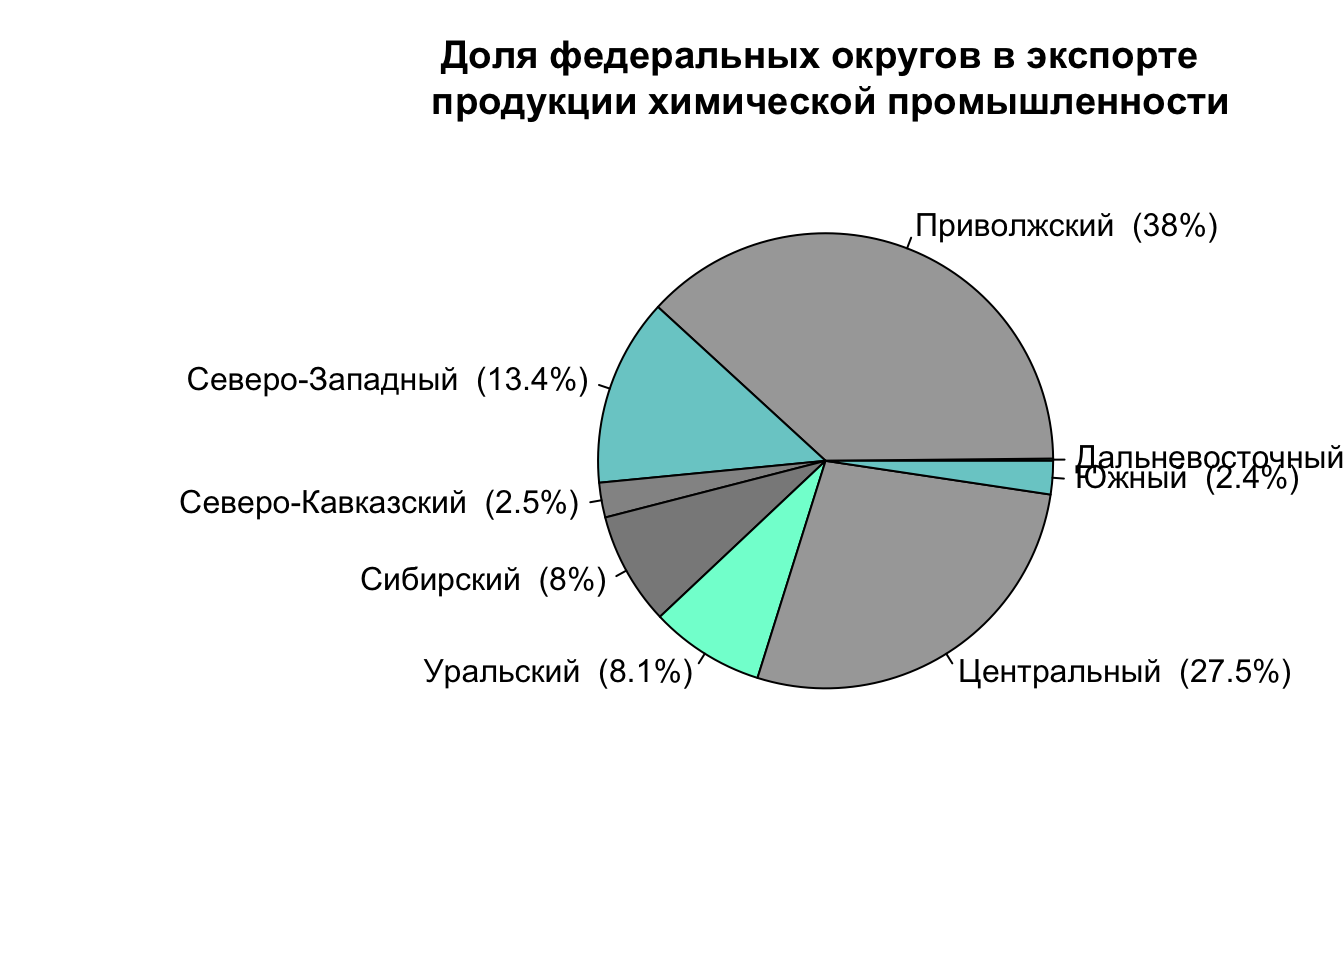 Доля федеральных округов в экспорте
продукции химической промышленности
Приволжский (38%)
Северо-Западный (13.4%)
Дальневосточный
Южный (2.4%)
Северо-Кавказский (2.5%)
Сибирский (8%)
Уральский (8.1%)
Центральный (27.5%)